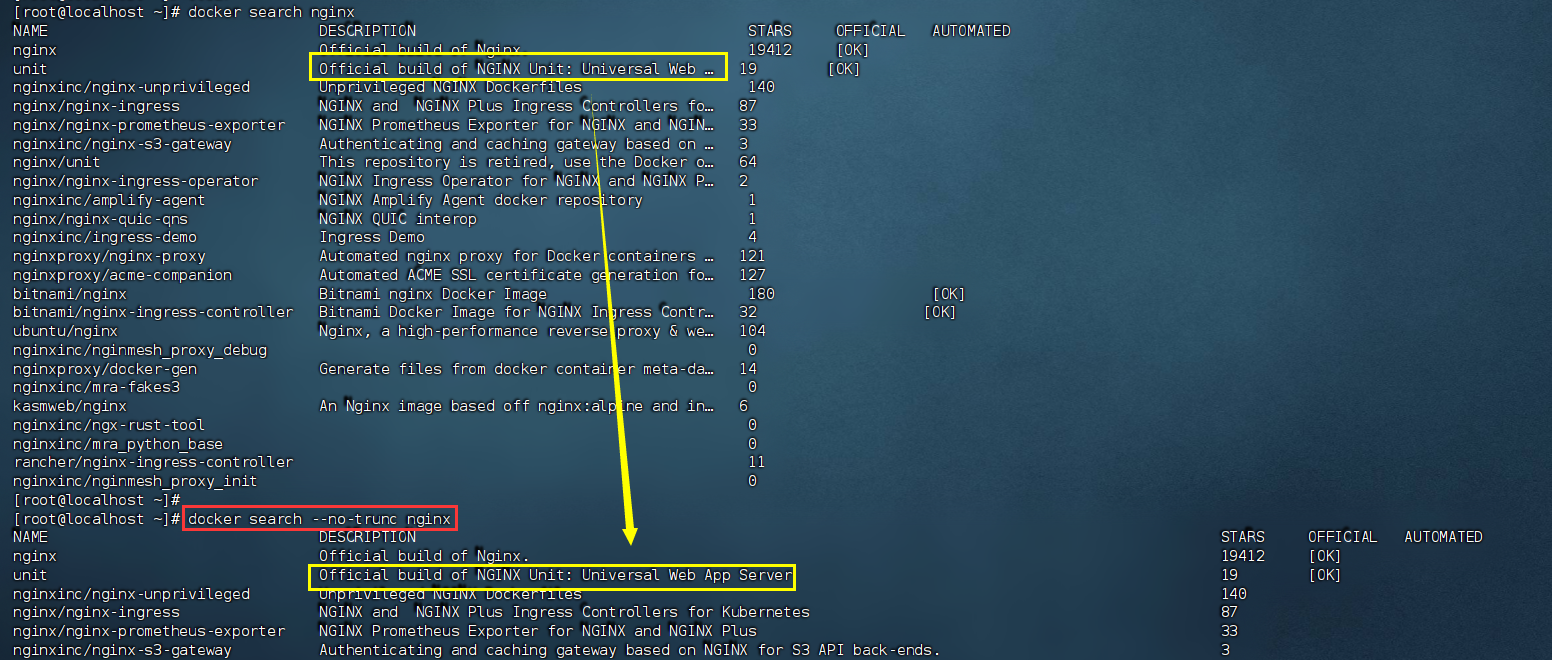 [root@localhost ~]# docker search nginx
NAME DESCRIPTION STARS OFFICIAL AUTOMATED
nginx Official build of Nginx. 19412 [OK]
unit Official build of NGINX Unit: Universal Web … 19 [OK]
nginxinc/nginx-unprivileged Unprivileged NGINX Dockerfiles 140
nginx/nginx-ingress NGINX and  NGINX Plus Ingress Controllers fo… 87
nginx/nginx-prometheus-exporter NGINX Prometheus Exporter for NGINX and NGIN… 33
nginxinc/nginx-s3-gateway Authenticating and caching gateway based on … 3
nginx/unit This repository is retired, use the Docker o… 64
nginx/nginx-ingress-operator NGINX Ingress Operator for NGINX and NGINX P… 2
nginxinc/amplify-agent NGINX Amplify Agent docker repository 1
nginx/nginx-quic-qns NGINX QUIC interop 1
nginxinc/ingress-demo Ingress Demo 4
nginxproxy/nginx-proxy Automated nginx proxy for Docker containers … 121
nginxproxy/acme-companion Automated ACME SSL certificate generation fo… 127
bitnami/nginx Bitnami nginx Docker Image 180 [OK]
bitnami/nginx-ingress-controller Bitnami Docker Image for NGINX Ingress Contr… 32 [OK]
ubuntu/nginx Nginx, a high-performance reverse proxy & we… 104
nginxinc/nginmesh_proxy_debug 0
nginxproxy/docker-gen Generate files from docker container meta-da… 14
nginxinc/mra-fakes3 0
kasmweb/nginx An Nginx image based off nginx:alpine and in… 6
nginxinc/ngx-rust-tool 0
nginxinc/mra_python_base 0
rancher/nginx-ingress-controller 11
nginxinc/nginmesh_proxy_init 0
[root@localhost ~]#
[root@localhost ~]# docker search --no-trunc nginx
NAME DESCRIPTION STARS OFFICIAL AUTOMATED
nginx Official build of Nginx. 19412 [OK]
unit Official build of NGINX Unit: Universal Web App Server 19 [OK]
nginxinc/nginx-unprivileged Unprivileged NGINX Dockerfiles 140
nginx/nginx-ingress NGINX and  NGINX Plus Ingress Controllers for Kubernetes 87
nginx/nginx-prometheus-exporter NGINX Prometheus Exporter for NGINX and NGINX Plus 33
nginxinc/nginx-s3-gateway Authenticating and caching gateway based on NGINX for S3 API back-ends. 3